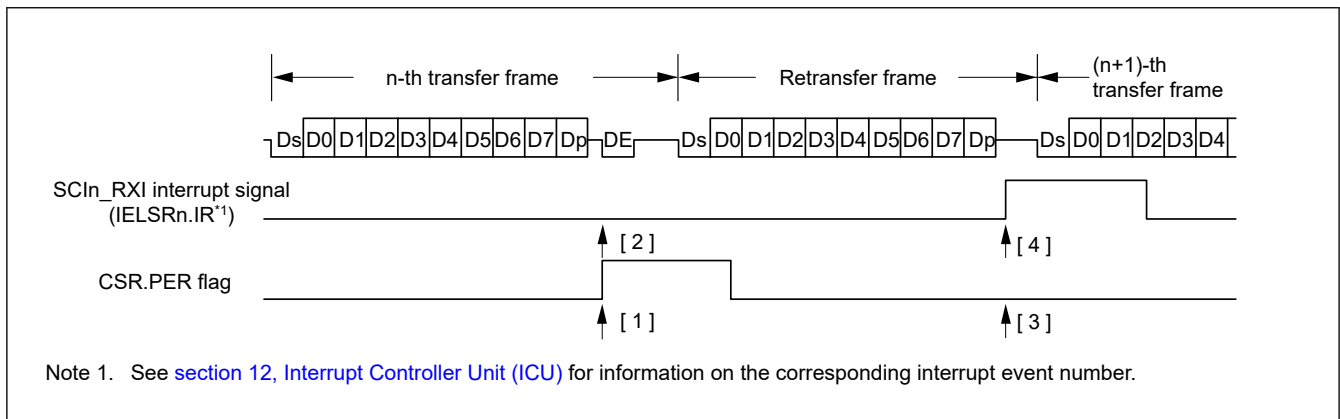 n-th transfer frame
Retransfer frame
(n+1)-th
transfer frame
Ds D0 D1 D2 D3 D4 D5 D6 D7 Dp DE Ds D0 D1 D2 D3 D4 D5 D6 D7 Dp Ds D0 D1 D2 D3 D4
SCIn_RXI interrupt signal
(IELSRn.IR*1)
[ 2 ]
[ 4 ]
CSR.PER flag
[ 1 ]
[ 3 ]
Note 1. See section 12, Interrupt Controller Unit (ICU) for information on the corresponding interrupt event number.